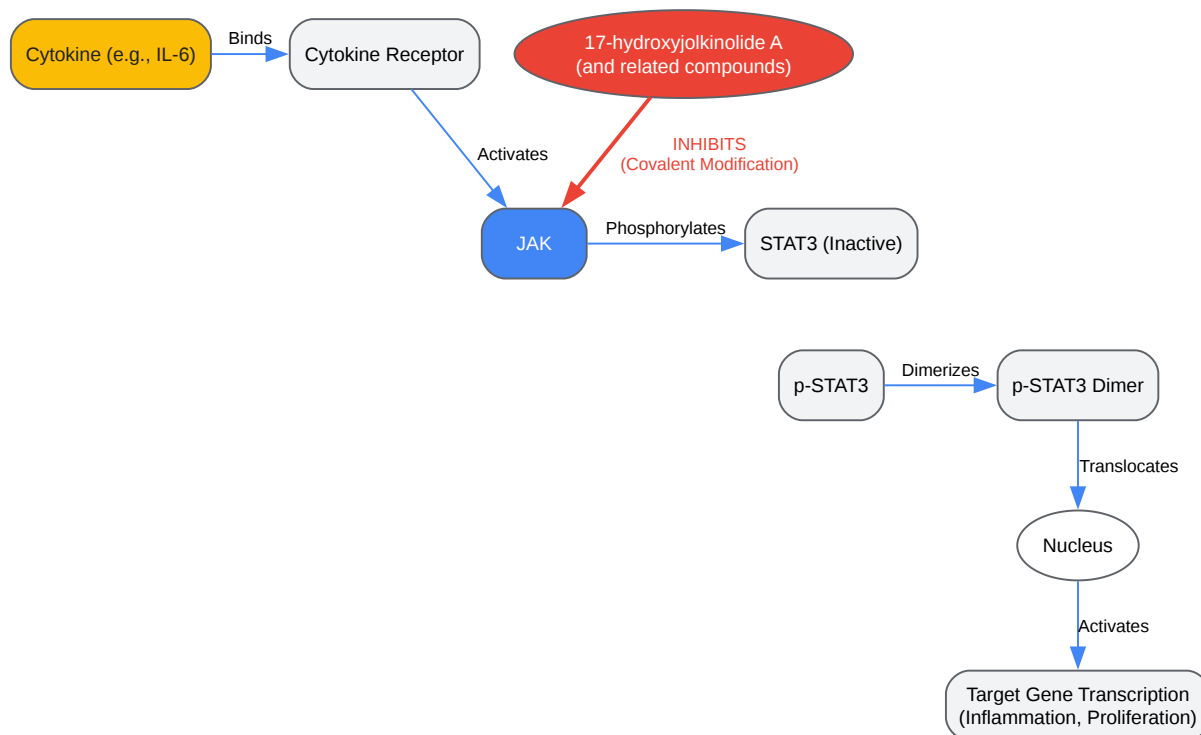 Cytokine (e.g., IL-6)
Binds
Cytokine Receptor
17-hydroxyjolkinolide A
(and related compounds)
Activates
INHIBITS
(Covalent Modification)
JAK
Phosphorylates
STAT3 (Inactive)
p-STAT3
Dimerizes
p-STAT3 Dimer
Translocates
Nucleus
Activates
Target Gene Transcription
(Inflammation, Proliferation)